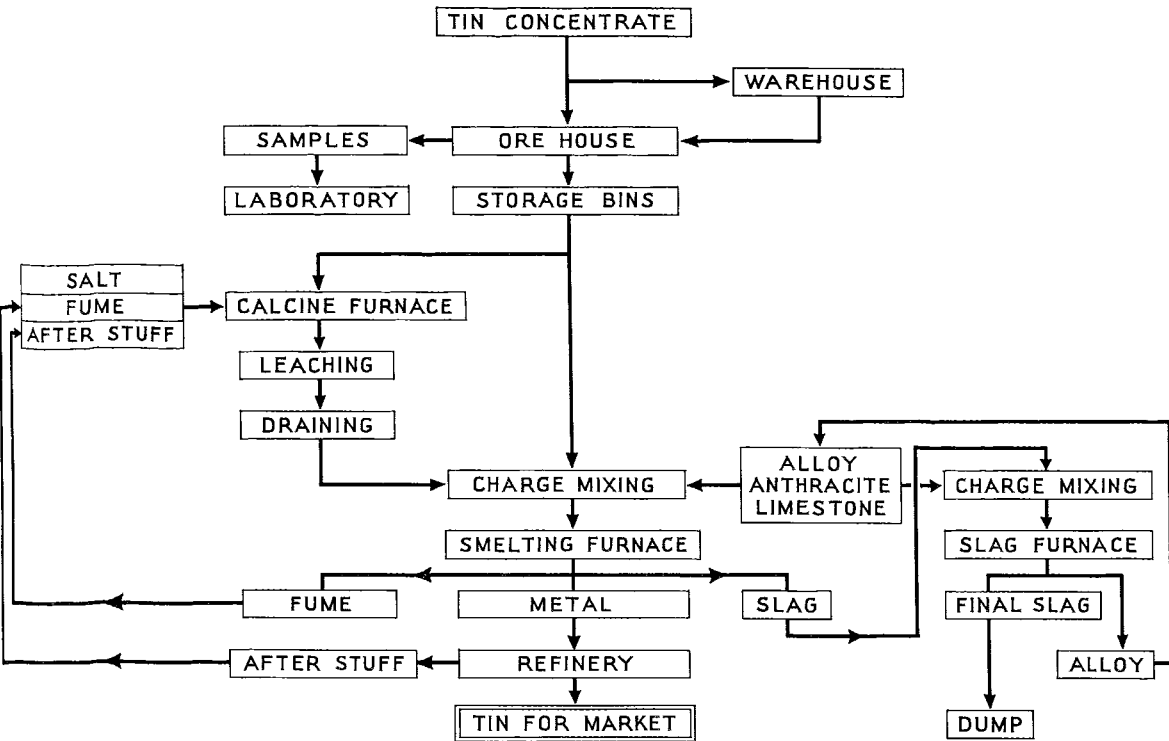 TIN CONCENTRATE
WAREHOUSE
SAMPLES
ORE HOUSE
LABORATORY
STORAGE BINS
SALT
FUME
AFTER STUFF
CALCINE FURNACE
LEACHING
DRAINING
CHARGE MIXING
ALLOY
ANTHRACITE
LIMESTONE
CHARGE MIXING
SMELTING FURNACE
SLAG FURNACE
FUME
METAL
SLAG
FINAL SLAG
AFTER STUFF
REFINERY
ALLOY
TIN FOR MARKET
DUMP